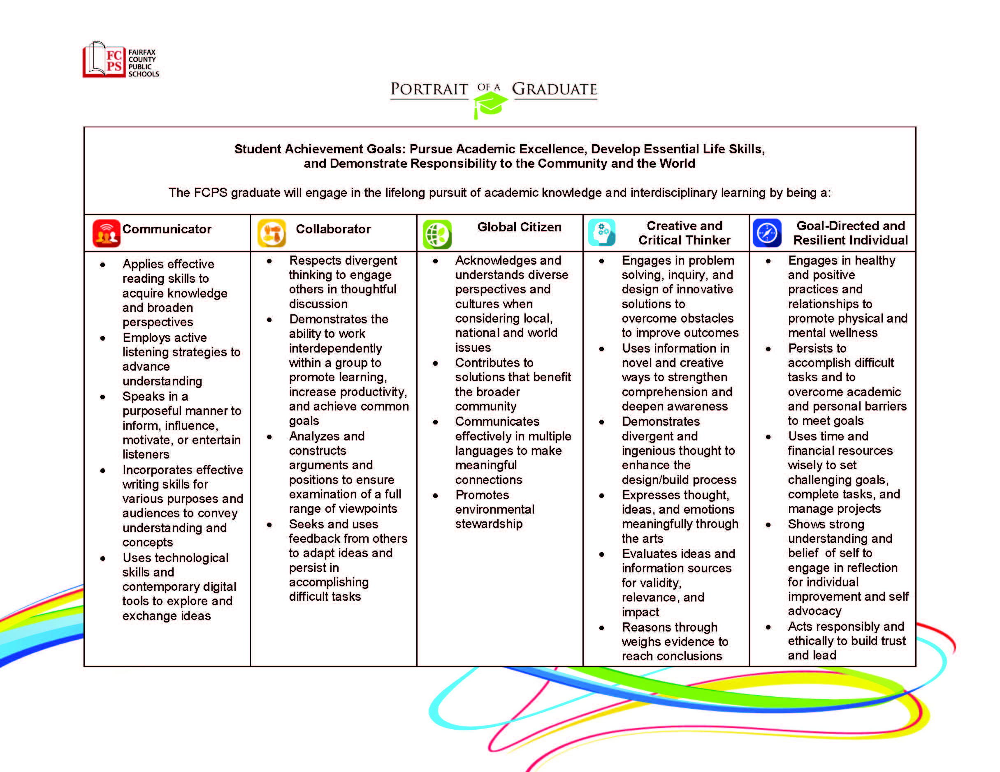 FC
PS
FAIRFAX
COUNTY
PUBLIC
SCHOOLS
PORTRAIT OF A GRADUATE
Student Achievement Goals: Pursue Academic Excellence, Develop Essential Life Skills,
and Demonstrate Responsibility to the Community and the World
The FCPS graduate will engage in the lifelong pursuit of academic knowledge and interdisciplinary learning by being a:
Communicator
• Applies effective
reading skills to
acquire knowledge
and broaden
perspectives
• Employs active
listening strategies to
advance
understanding
• Speaks in a
purposeful manner to
inform, influence,
motivate, or entertain
listeners
• Incorporates effective
writing skills for
various purposes and
audiences to convey
understanding and
concepts
• Uses technological
skills and
contemporary digital
tools to explore and
exchange ideas
Collaborator
• Respects divergent
thinking to engage
others in thoughtful
discussion
• Demonstrates the
ability to work
interdependently
within a group to
promote learning,
increase productivity,
and achieve common
goals
• Analyzes and
constructs
arguments and
positions to ensure
examination of a full
range of viewpoints
• Seeks and uses
feedback from others
to adapt ideas and
persist in
accomplishing
difficult tasks
Global Citizen
• Acknowledges and
understands diverse
perspectives and
cultures when
considering local,
national and world
issues
• Contributes to
solutions that benefit
the broader
community
• Communicates
effectively in multiple
languages to make
meaningful
connections
• Promotes
environmental
stewardship
Creative and
Critical Thinker
• Engages in problem
solving, inquiry, and
design of innovative
solutions to
overcome obstacles
to improve outcomes
• Uses information in
novel and creative
ways to strengthen
comprehension and
deepen awareness
• Demonstrates
divergent and
ingenious thought to
enhance the
design/build process
• Expresses thought,
ideas, and emotions
meaningfully through
the arts
• Evaluates ideas and
information sources
for validity,
relevance, and
impact
• Reasons through
weighs evidence to
reach conclusions
Goal-Directed and
Resilient Individual
• Engages in healthy
and positive
practices and
relationships to
promote physical and
mental wellness
• Persists to
accomplish difficult
tasks and to
overcome academic
and personal barriers
to meet goals
• Uses time and
financial resources
wisely to set
challenging goals,
complete tasks, and
manage projects
• Shows strong
understanding and
belief of self to
engage in reflection
for individual
improvement and self
advocacy
• Acts responsibly and
ethically to build trust
and lead